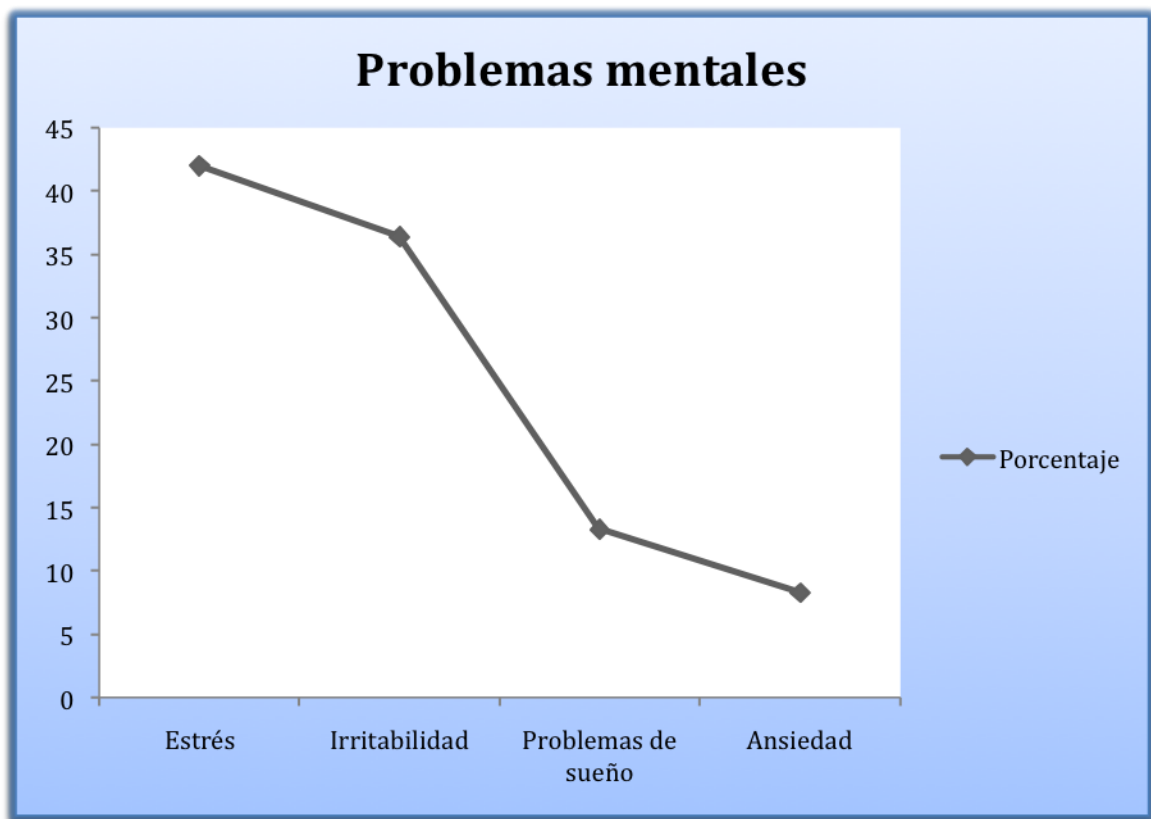 Problemas mentales
45
40
35
30
25
20
15
10
5
0
Estrés
Irritabilidad
Problemas de
sueño
Ansiedad
Porcentaje